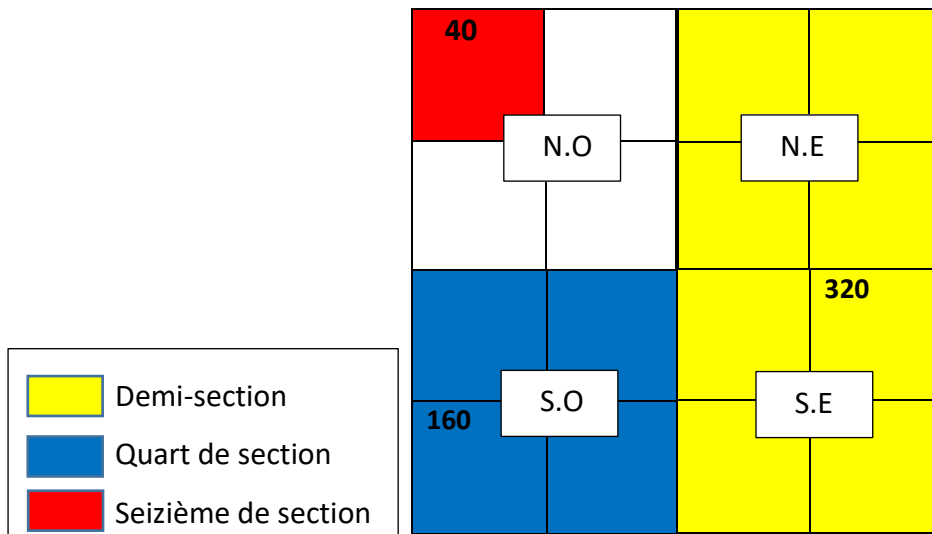 40
N.O
N.E
320
160
S.O
S.E
Demi-section
Quart de section
Seizième de section